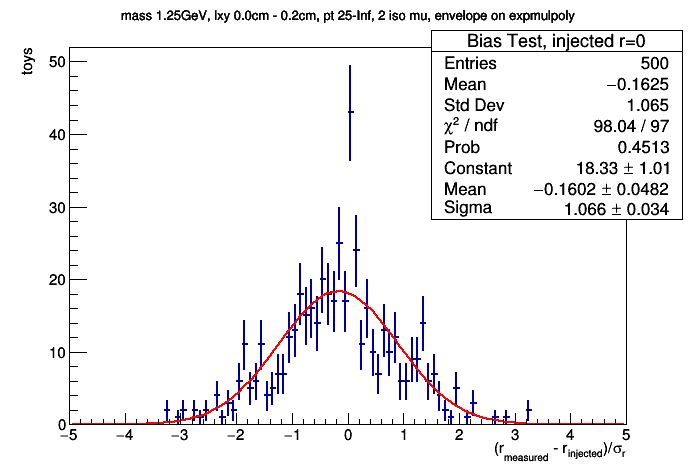 mass 1.25GeV, lxy 0.0cm - 0.2cm, pt 25-Inf, 2 iso mu, envelope on expmulpoly
Bias Test, injected r=0
Entries 500
Mean −0.1625
Std Dev 1.065
χ² / ndf 98.04 / 97
Prob 0.4513
Constant 18.33 ± 1.01
Mean −0.1602 ± 0.0482
Sigma 1.066 ± 0.034
toys
50
40
30
20
10
0
−5 −4 −3 −2 −1 0 1 2 3 4 5
(r_measured - r_injected)/σ_r